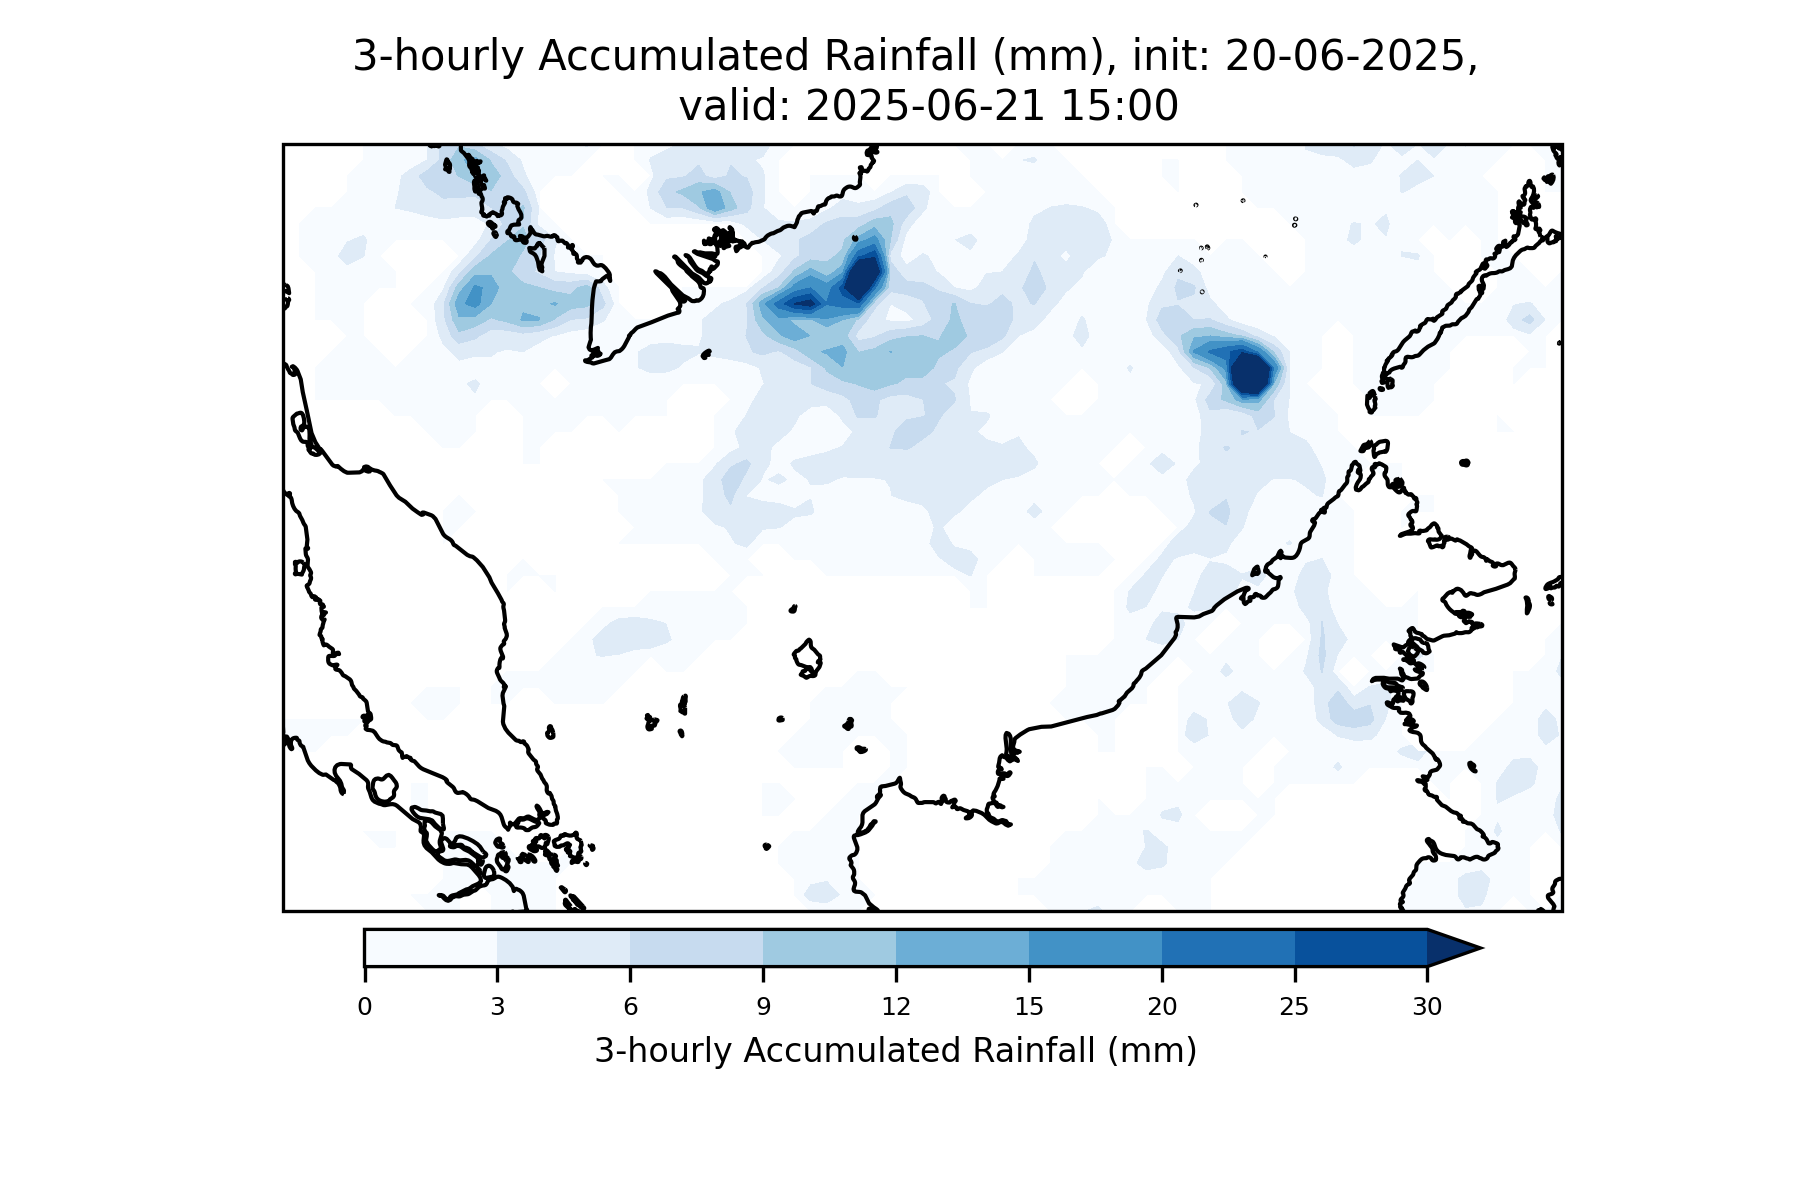 3-hourly Accumulated Rainfall (mm), init: 20-06-2025,
valid: 2025-06-21 15:00
0 3 6 9 12 15 20 25 30
3-hourly Accumulated Rainfall (mm)